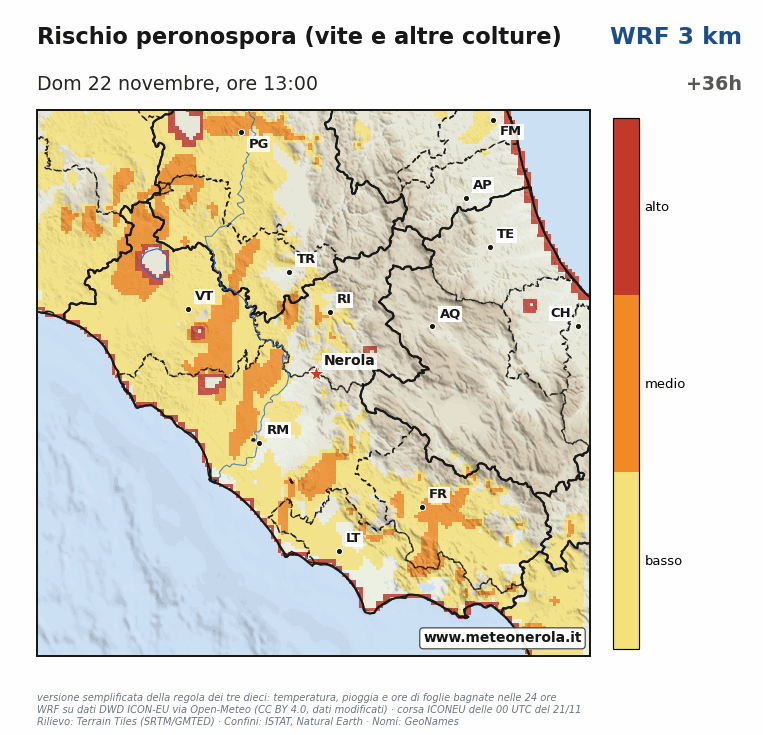 Rischio peronospora (vite e altre colture) WRF 3 km
Dom 22 novembre, ore 13:00 +36h
FM
PG
AP
TE
TR
VT
RI
AQ
CH
Nerola
RM
FR
LT
www.meteonerola.it
alto
medio
basso
versione semplificata della regola dei tre dieci: temperatura, pioggia e ore di foglie bagnate nelle 24 ore
WRF su dati DWD ICON-EU via Open-Meteo (CC BY 4.0, dati modificati) · corsa ICONEU delle 00 UTC del 21/11
Rilievo: Terrain Tiles (SRTM/GMTED) · Confini: ISTAT, Natural Earth · Nomi: GeoNames